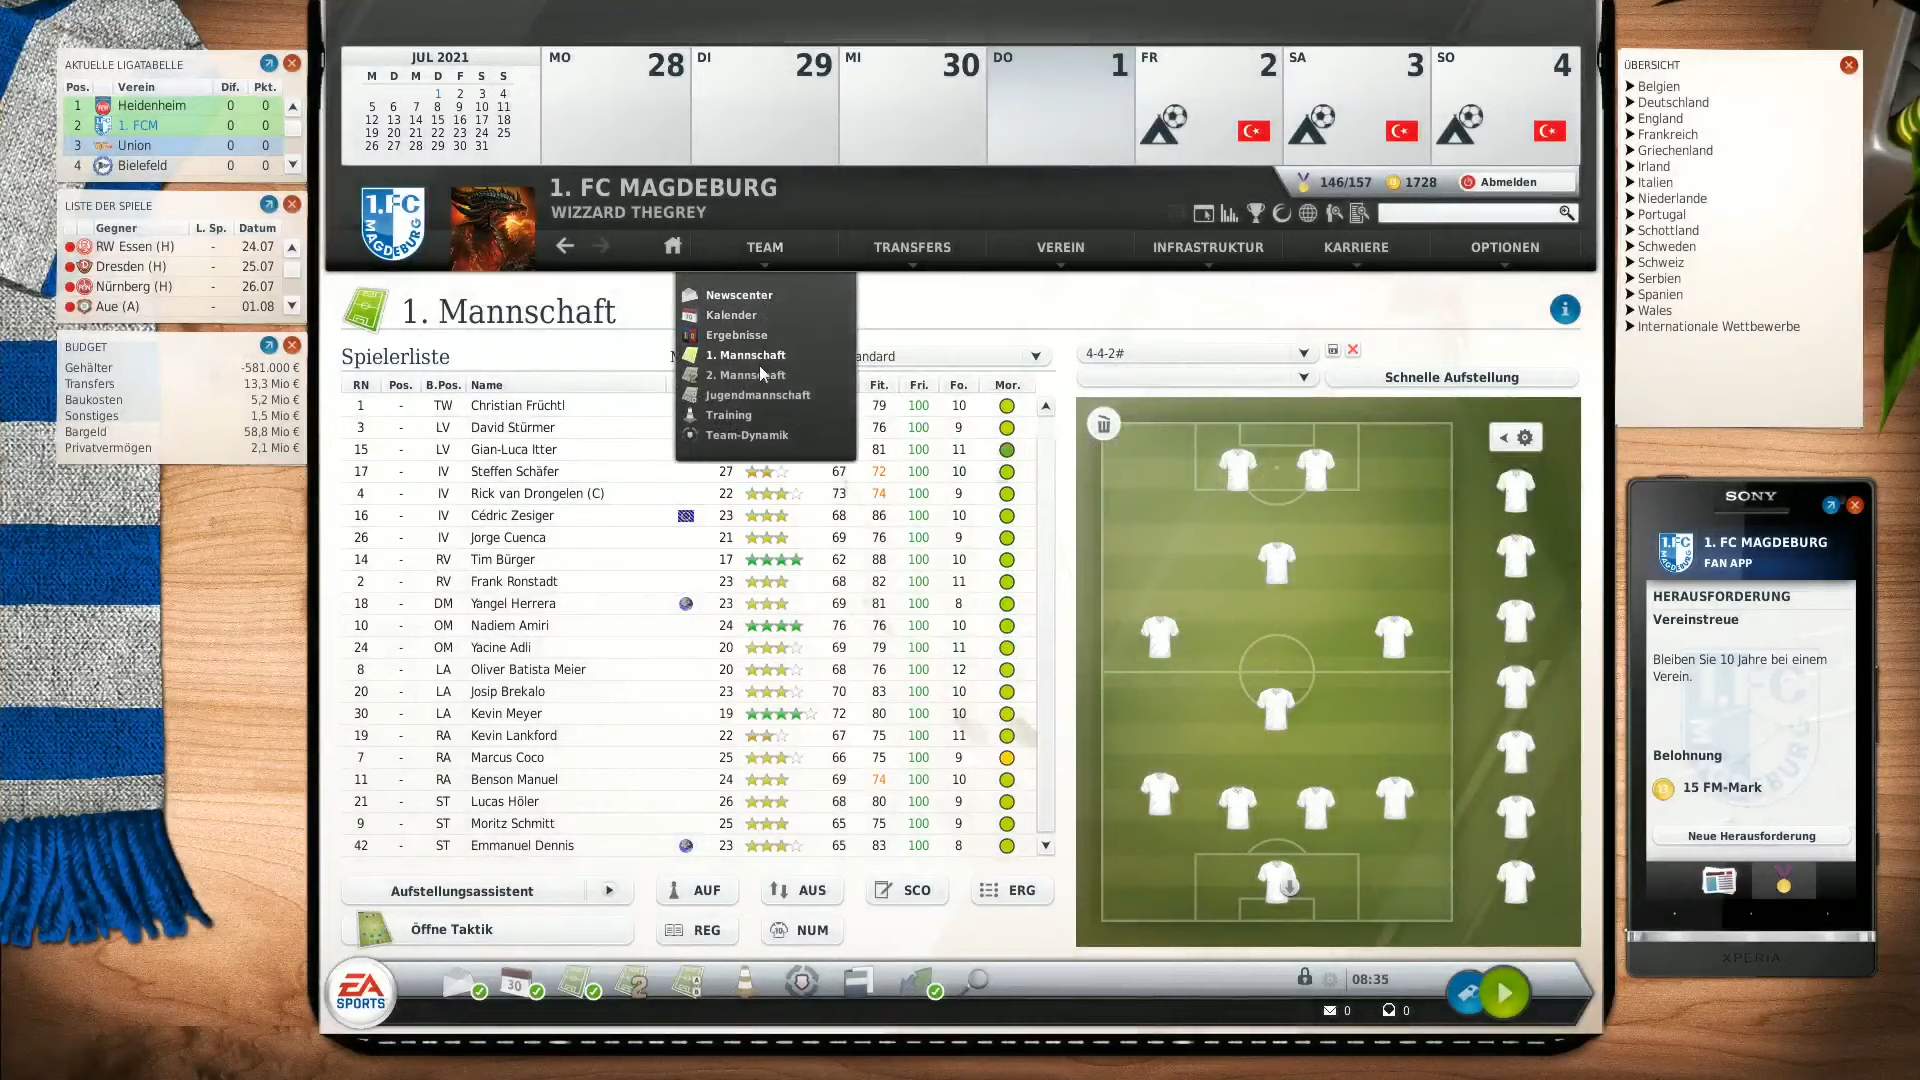 AKTUELLE LIGATABELLE
Pos. Verein Dif. Pkt.
1 Heidenheim 0 0
2 1. FCM 0 0
3 Union 0 0
4 Bielefeld 0 0
LISTE DER SPIELE
Gegner L. Sp. Datum
RW Essen (H) - 24.07
Dresden (H) - 25.07
Nürnberg (H) - 26.07
Aue (A) - 01.08
BUDGET
Gehälter -581.000 €
Transfers 13,3 Mio €
Baukosten 5,2 Mio €
Sonstiges 1,5 Mio €
Bargeld 58,8 Mio €
Privatvermögen 2,1 Mio €
JUL 2021
M D M D F S S
1 2 3 4
5 6 7 8 9 10 11
12 13 14 15 16 17 18
19 20 21 22 23 24 25
26 27 28 29 30 31
MO 28
DI 29
MI 30
DO 1
FR 2
SA 3
SO 4
1.FC MAGDEBURG
1. FC MAGDEBURG
WIZZARD THEGREY
146/157 1728 Abmelden
TEAM TRANSFERS VEREIN INFRASTRUKTUR KARRIERE OPTIONEN
Newscenter
Kalender
Ergebnisse
1. Mannschaft
2. Mannschaft
Jugendmannschaft
Training
Team-Dynamik
1. Mannschaft
Spielerliste
andard
RN Pos. B.Pos. Name Fit. Fri. Fo. Mor.
1 - TW Christian Früchtl 79 100 10
3 - LV David Stürmer 76 100 9
15 - LV Gian-Luca Itter 81 100 11
17 - IV Steffen Schäfer 27 67 72 100 10
4 - IV Rick van Drongelen (C) 22 73 74 100 9
16 - IV Cédric Zesiger 23 68 86 100 10
26 - IV Jorge Cuenca 21 69 76 100 9
14 - RV Tim Bürger 17 62 88 100 10
2 - RV Frank Ronstadt 23 68 82 100 11
18 - DM Yangel Herrera 23 69 81 100 8
10 - OM Nadiem Amiri 24 76 76 100 10
24 - OM Yacine Adli 20 69 79 100 11
8 - LA Oliver Batista Meier 20 68 76 100 12
20 - LA Josip Brekalo 23 70 83 100 10
30 - LA Kevin Meyer 19 72 80 100 10
19 - RA Kevin Lankford 22 67 75 100 11
7 - RA Marcus Coco 25 66 75 100 9
11 - RA Benson Manuel 24 69 74 100 10
21 - ST Lucas Höler 26 68 80 100 9
9 - ST Moritz Schmitt 25 65 75 100 9
42 - ST Emmanuel Dennis 23 65 83 100 8
Aufstellungsassistent AUF AUS SCO ERG
Öffne Taktik REG NUM
4-4-2#
Schnelle Aufstellung
EA SPORTS
30
2
08:35
0 0
ÜBERSICHT
Belgien
Deutschland
England
Frankreich
Griechenland
Irland
Italien
Niederlande
Portugal
Schottland
Schweden
Schweiz
Serbien
Spanien
Wales
Internationale Wettbewerbe
SONY
1. FC MAGDEBURG
FAN APP
HERAUSFORDERUNG
Vereinstreue
Bleiben Sie 10 Jahre bei einem
Verein.
Belohnung
15 FM-Mark
Neue Herausforderung
XPERIA